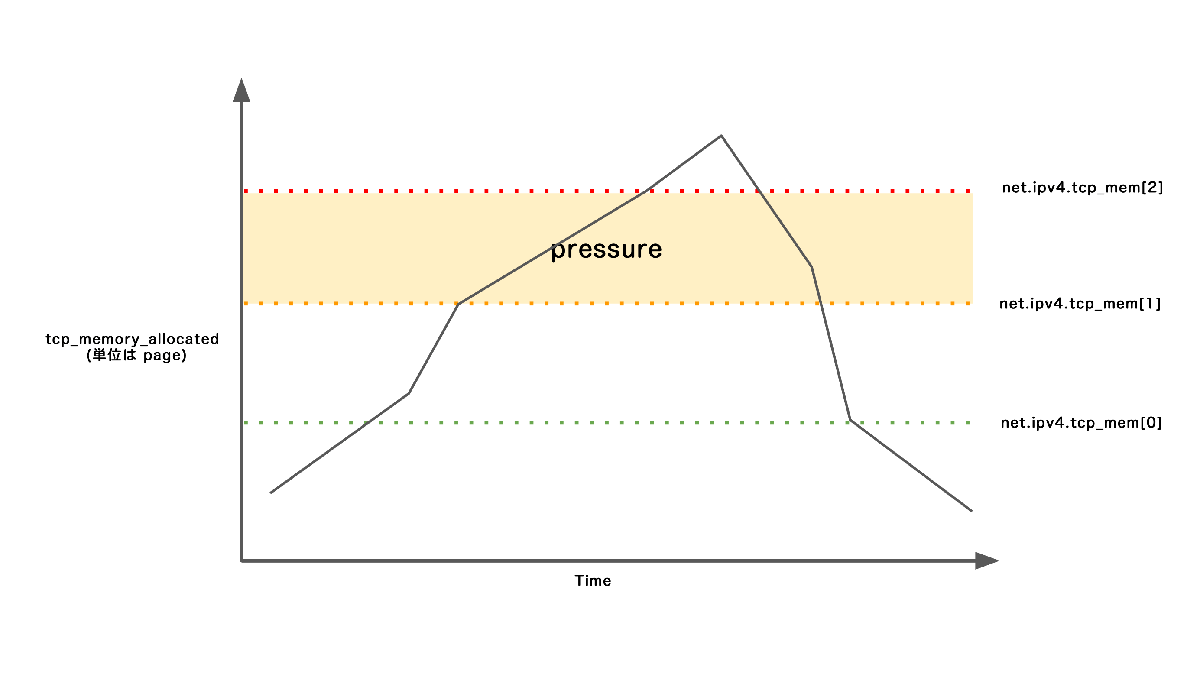 net.ipv4.tcp_mem[2]
pressure
net.ipv4.tcp_mem[1]
tcp_memory_allocated
(単位は page)
net.ipv4.tcp_mem[0]
Time